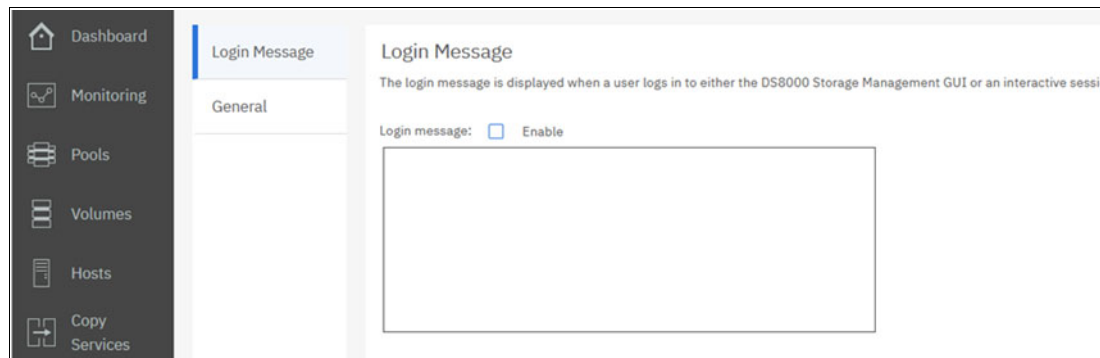 Dashboard
Monitoring
Pools
Volumes
Hosts
Copy
Services
Login Message
General
Login Message
The login message is displayed when a user logs in to either the DS8000 Storage Management GUI or an interactive sessi
Login message: Enable